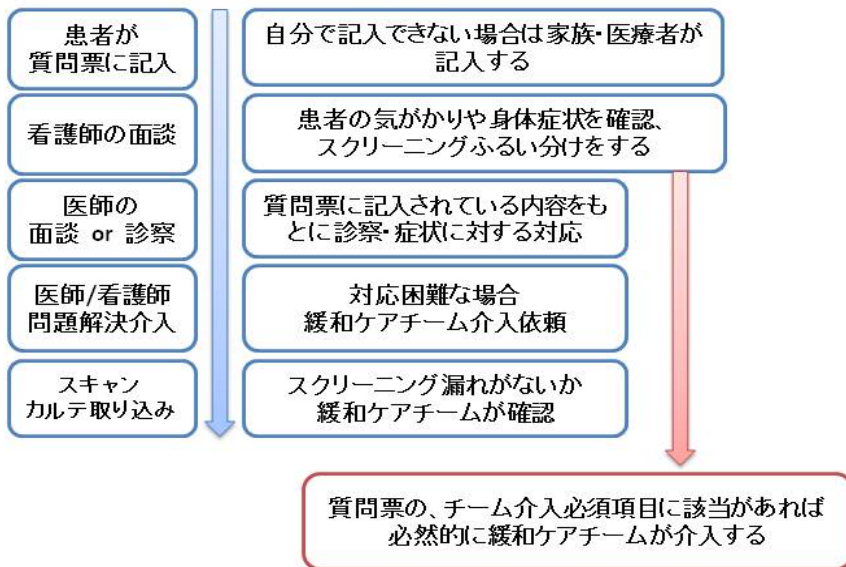 患者が
質問票に記入
自分で記入できない場合は家族・医療者が
記入する
看護師の面談
患者の気がかりや身体症状を確認、
スクリーニングふるい分けをする
医師の
面談 or 診察
質問票に記入されている内容をも
とに診察・症状に対する対応
医師/看護師
問題解決介入
対応困難な場合
緩和ケアチーム介入依頼
スキャン
カルテ取り込み
スクリーニング漏れがないか
緩和ケアチームが確認
質問票の、チーム介入必須項目に該当があれば
必然的に緩和ケアチームが介入する